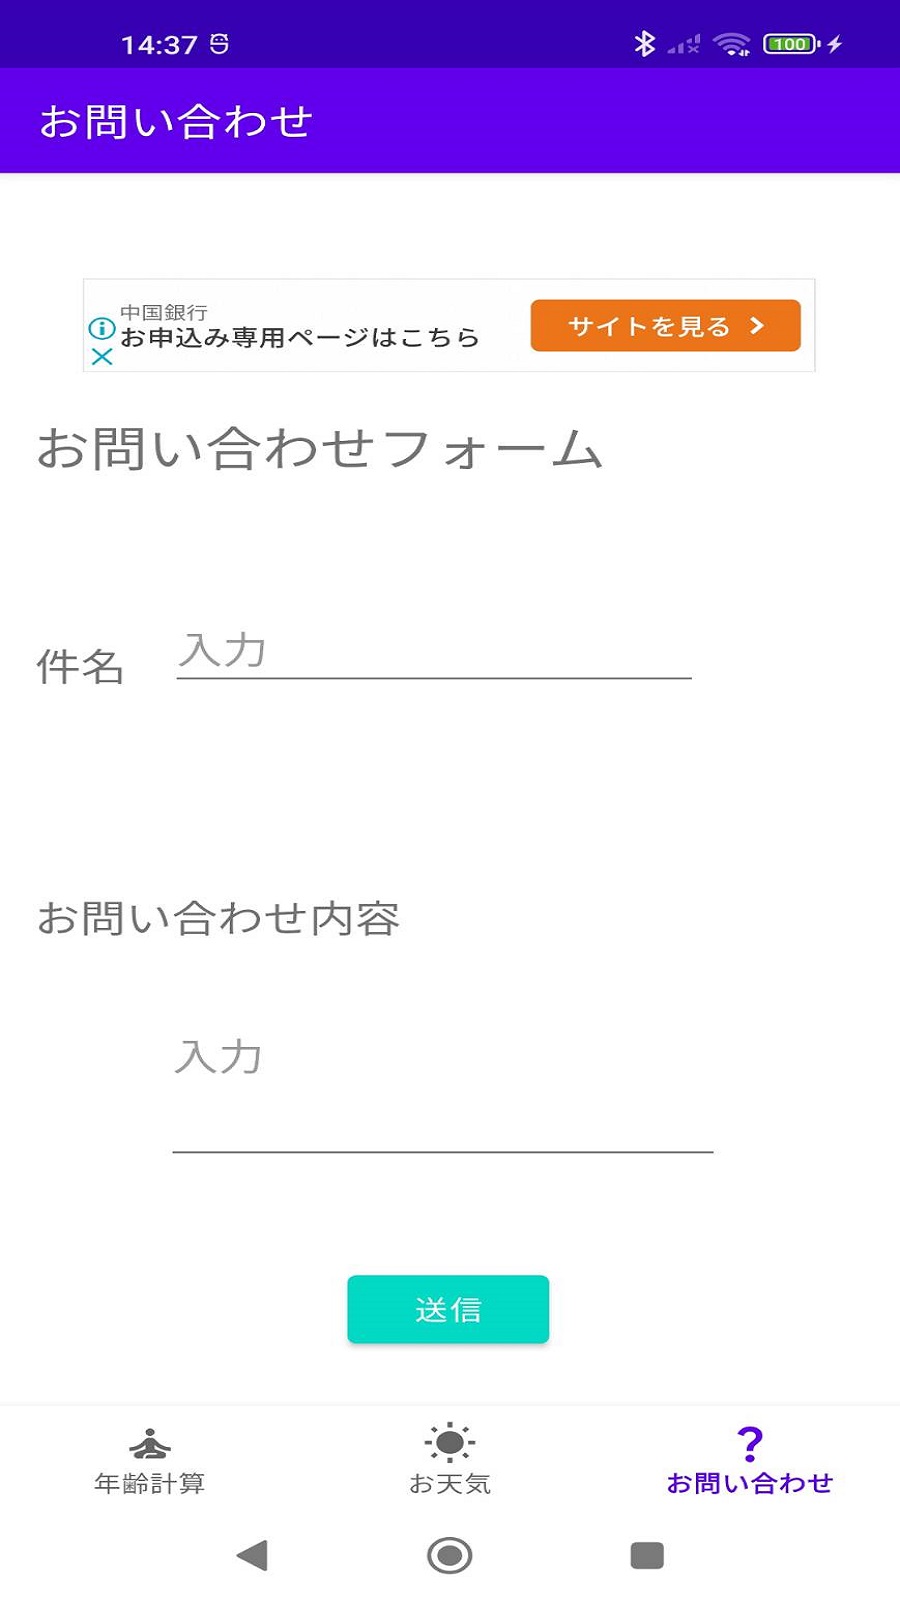 14:37
100
お問い合わせ
中国銀行
お申込み専用ページはこちら
サイトを見る
お問い合わせフォーム
件名
入力
お問い合わせ内容
入力
送信
年齢計算
お天気
お問い合わせ